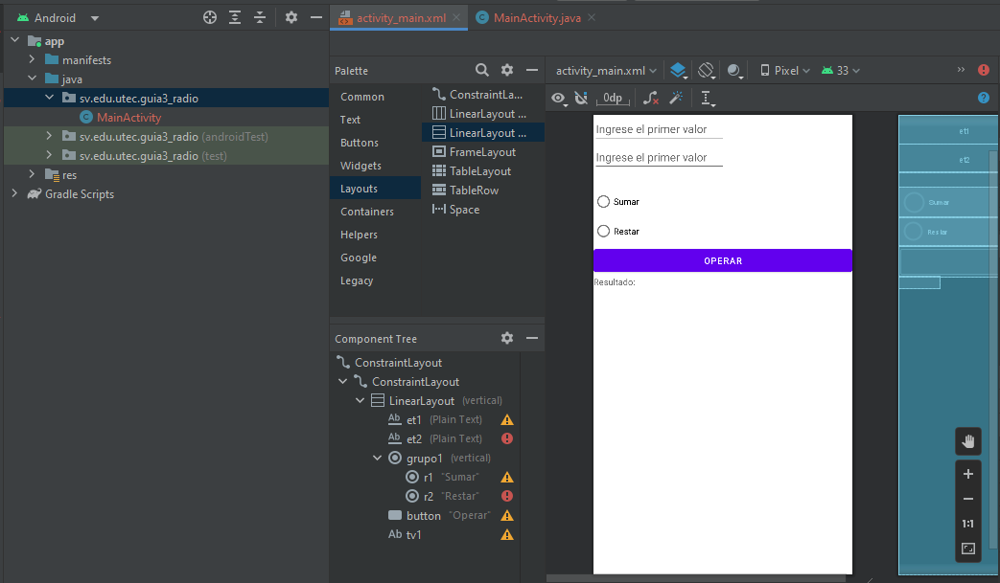 Android
activity_main.xml
MainActivity.java
app
manifests
java
sv.edu.utec.guia3_radio
MainActivity
sv.edu.utec.guia3_radio (androidTest)
sv.edu.utec.guia3_radio (test)
res
Gradle Scripts
Palette
Common
Text
Buttons
Widgets
Layouts
Containers
Helpers
Google
Legacy
ConstraintLa...
LinearLayout ...
LinearLayout ...
FrameLayout
TableLayout
TableRow
Space
Component Tree
ConstraintLayout
ConstraintLayout
LinearLayout (vertical)
Ab et1 (Plain Text)
Ab et2 (Plain Text)
grupo1 (vertical)
r1 "Sumar"
r2 "Restar"
button "Operar"
Ab tv1
activity_main.xml
Pixel
33
0dp
Ingrese el primer valor
Ingrese el primer valor
Sumar
Restar
OPERAR
Resultado:
et1
et2
Sumar
Restar
1:1